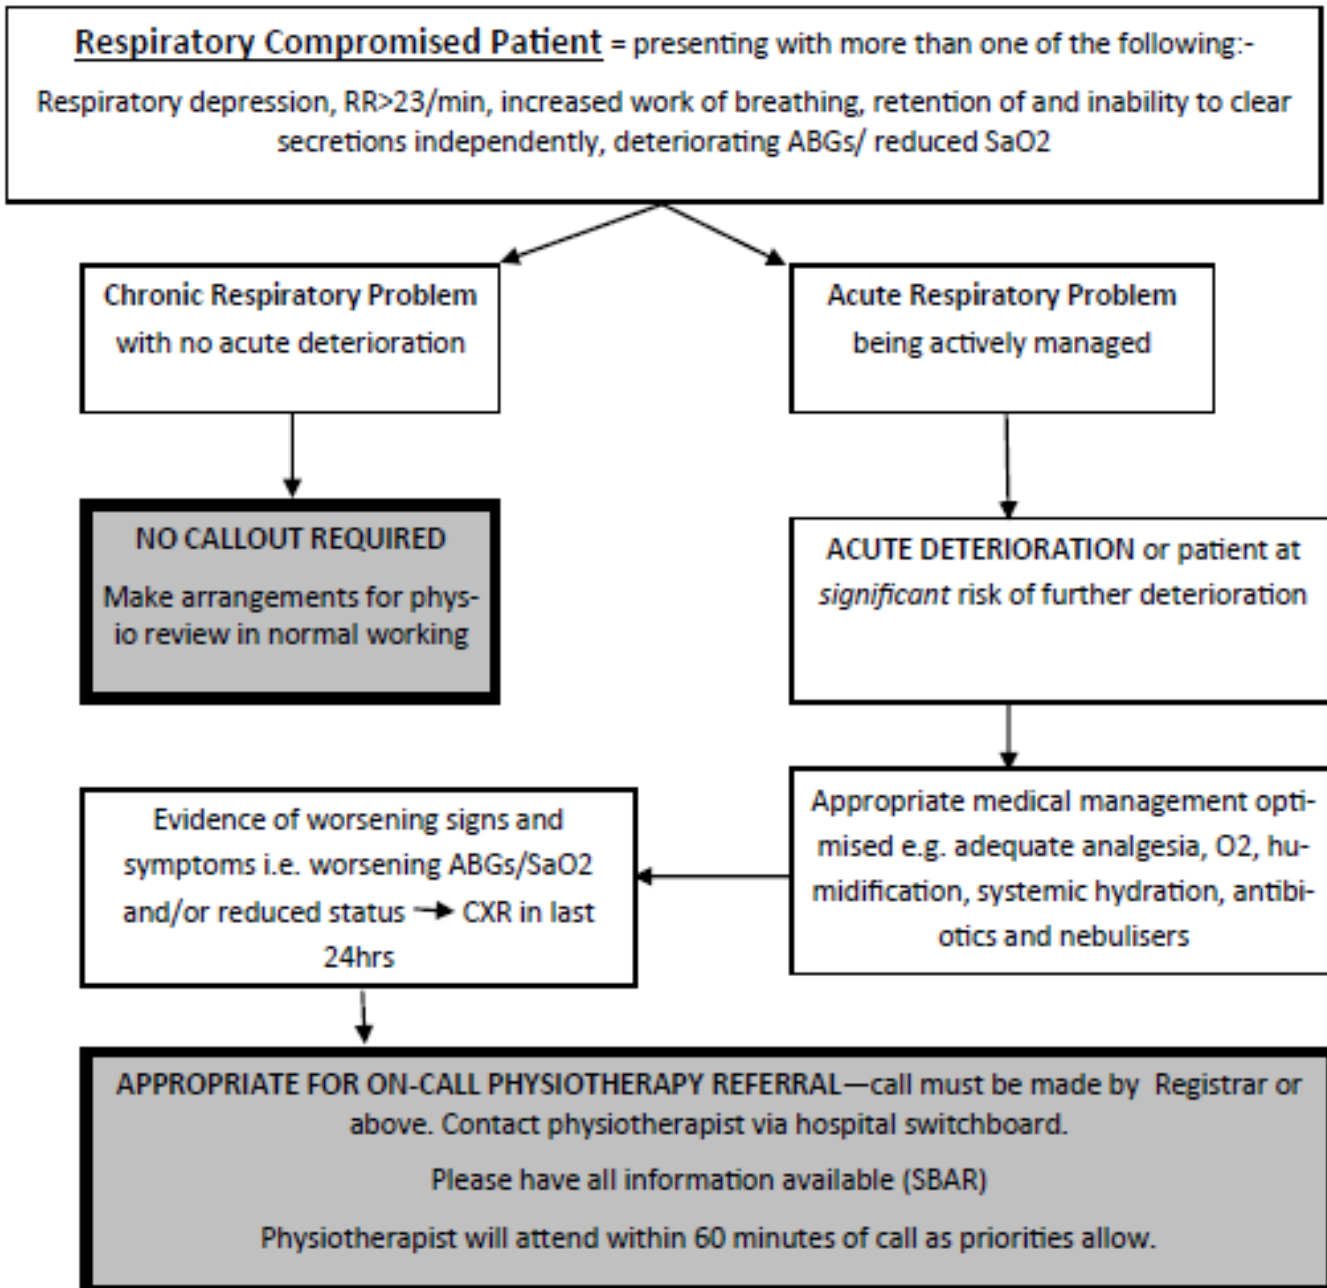 Respiratory Compromised Patient = presenting with more than one of the following:-
Respiratory depression, RR>23/min, increased work of breathing, retention of and inability to clear
secretions independently, deteriorating ABGs/ reduced SaO2
Chronic Respiratory Problem
with no acute deterioration
Acute Respiratory Problem
being actively managed
NO CALLOUT REQUIRED
Make arrangements for phys-
io review in normal working
ACUTE DETERIORATION or patient at
significant risk of further deterioration
Appropriate medical management opti-
mised e.g. adequate analgesia, O2, hu-
midification, systemic hydration, antibi-
otics and nebulisers
Evidence of worsening signs and
symptoms i.e. worsening ABGs/SaO2
and/or reduced status → CXR in last
24hrs
APPROPRIATE FOR ON-CALL PHYSIOTHERAPY REFERRAL—call must be made by Registrar or
above. Contact physiotherapist via hospital switchboard.
Please have all information available (SBAR)
Physiotherapist will attend within 60 minutes of call as priorities allow.